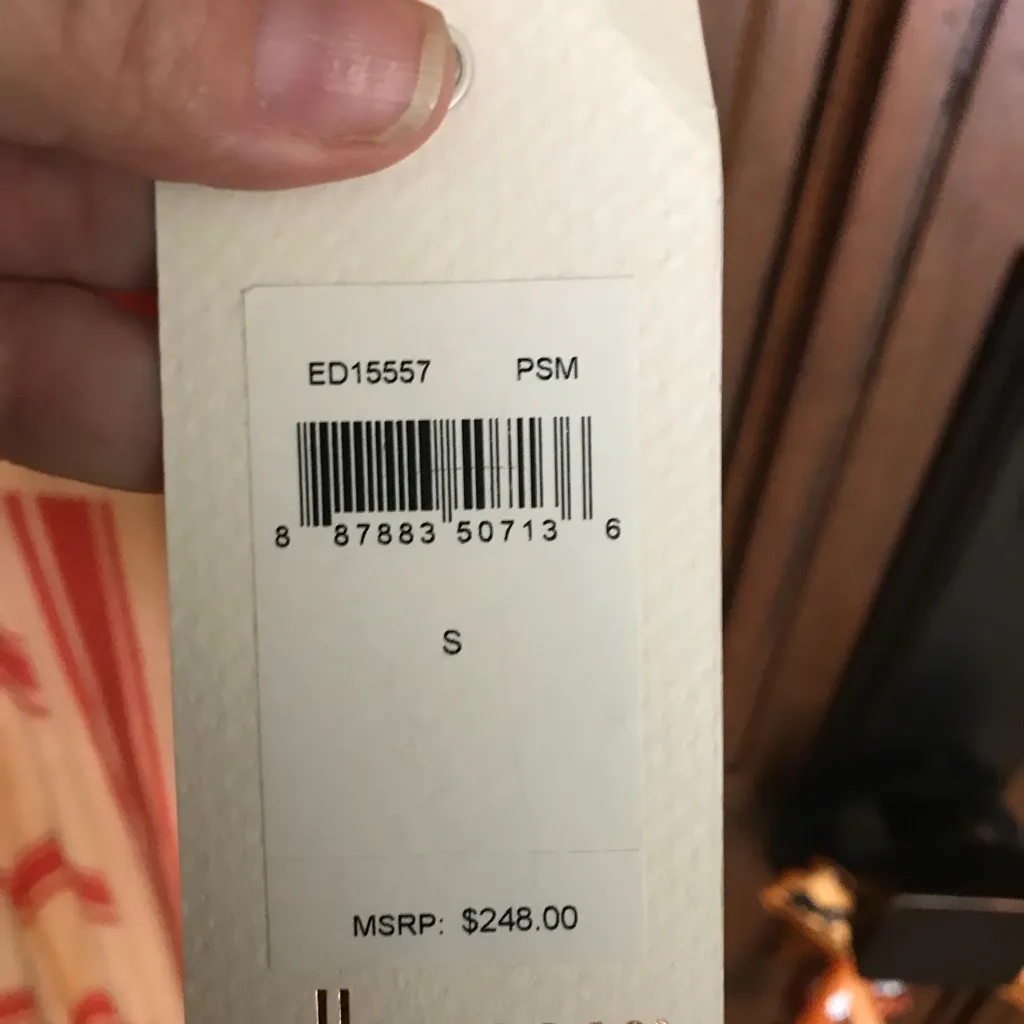 ED15557 PSM
8 87883 50713 6
S
MSRP: $248.00